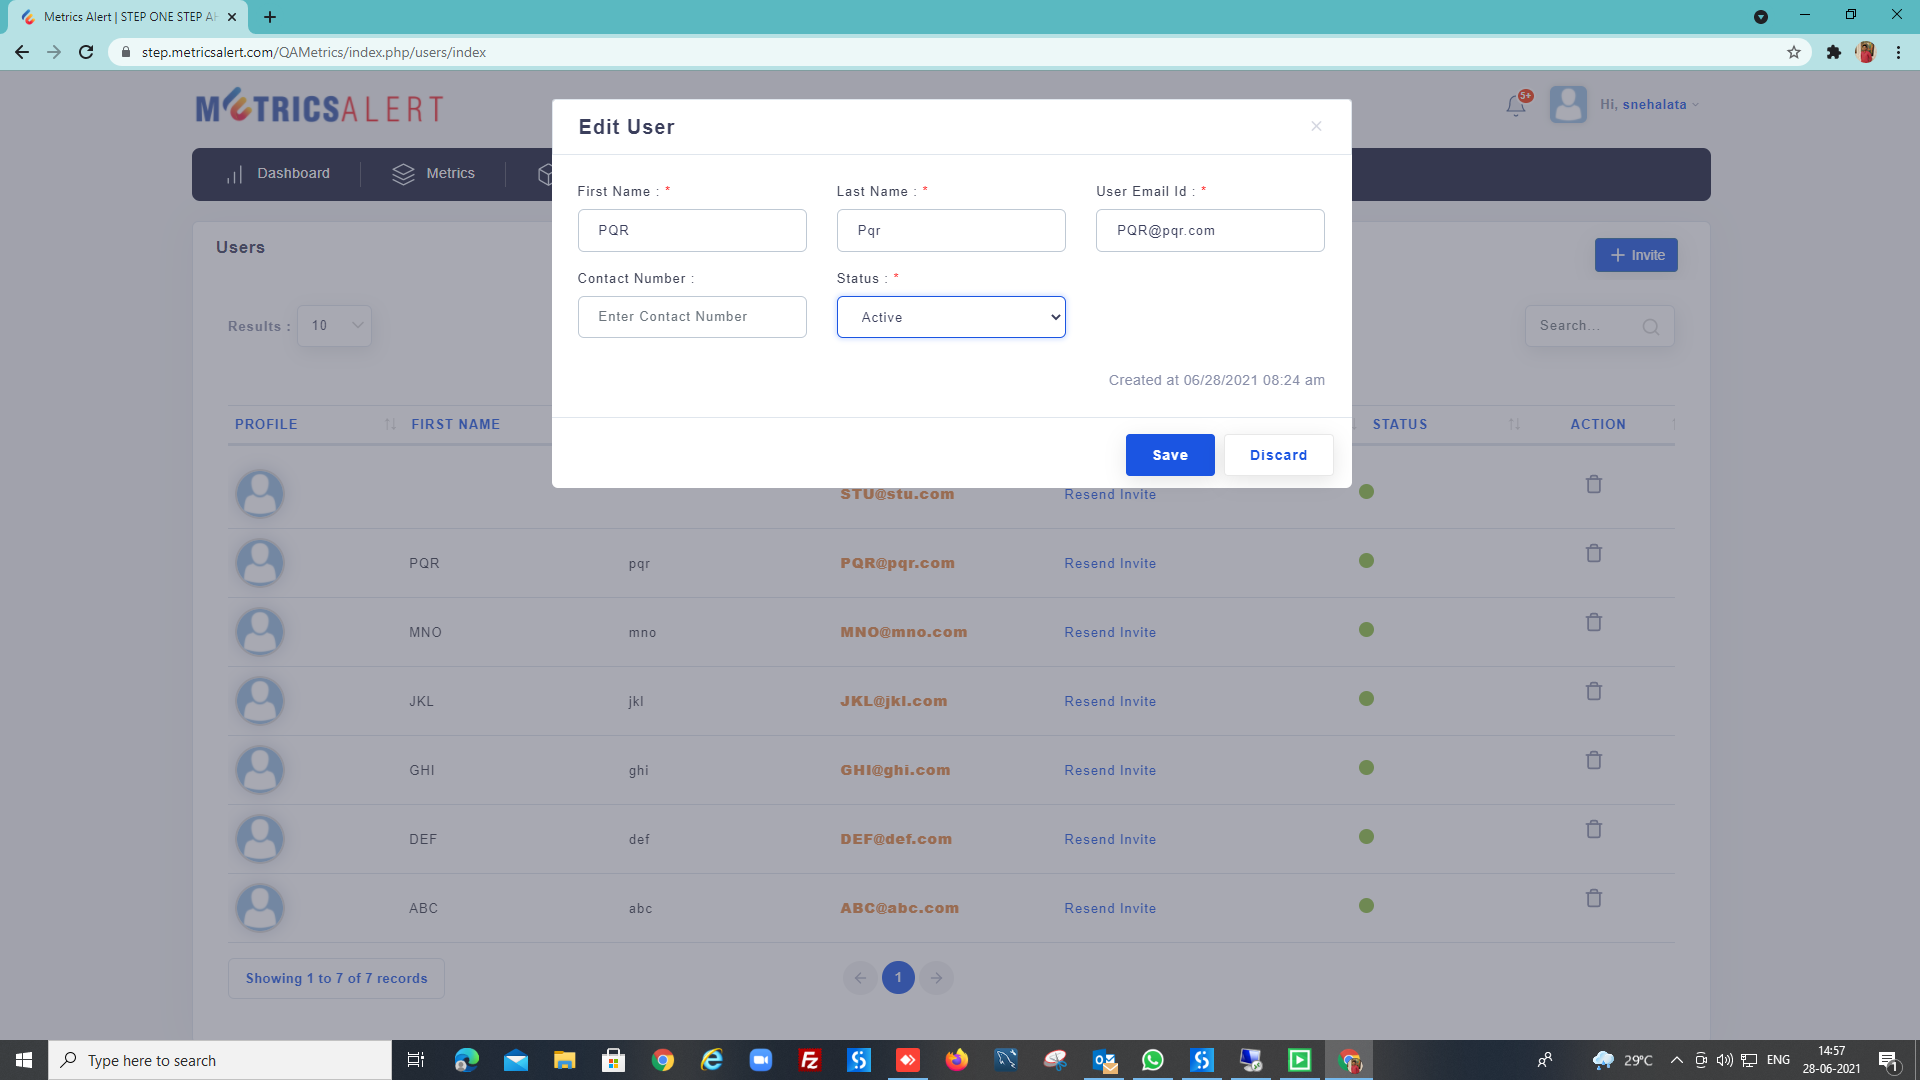 Metrics Alert | STEP ONE STEP AH
step.metricsalert.com/QAMetrics/index.php/users/index
METRICSALERT
5+
Hi, snehalata
Dashboard
Metrics
Users
Invite
Results :
10
Search...
Edit User
First Name : *
Last Name : *
User Email Id : *
PQR
Pqr
PQR@pqr.com
Contact Number :
Status : *
Enter Contact Number
Active
Created at 06/28/2021 08:24 am
Save
Discard
PROFILE FIRST NAME STATUS ACTION
STU@stu.com Resend Invite
PQR pqr PQR@pqr.com Resend Invite
MNO mno MNO@mno.com Resend Invite
JKL jkl JKL@jkl.com Resend Invite
GHI ghi GHI@ghi.com Resend Invite
DEF def DEF@def.com Resend Invite
ABC abc ABC@abc.com Resend Invite
Showing 1 to 7 of 7 records
1
Type here to search
29°C
ENG
14:57
28-06-2021
1